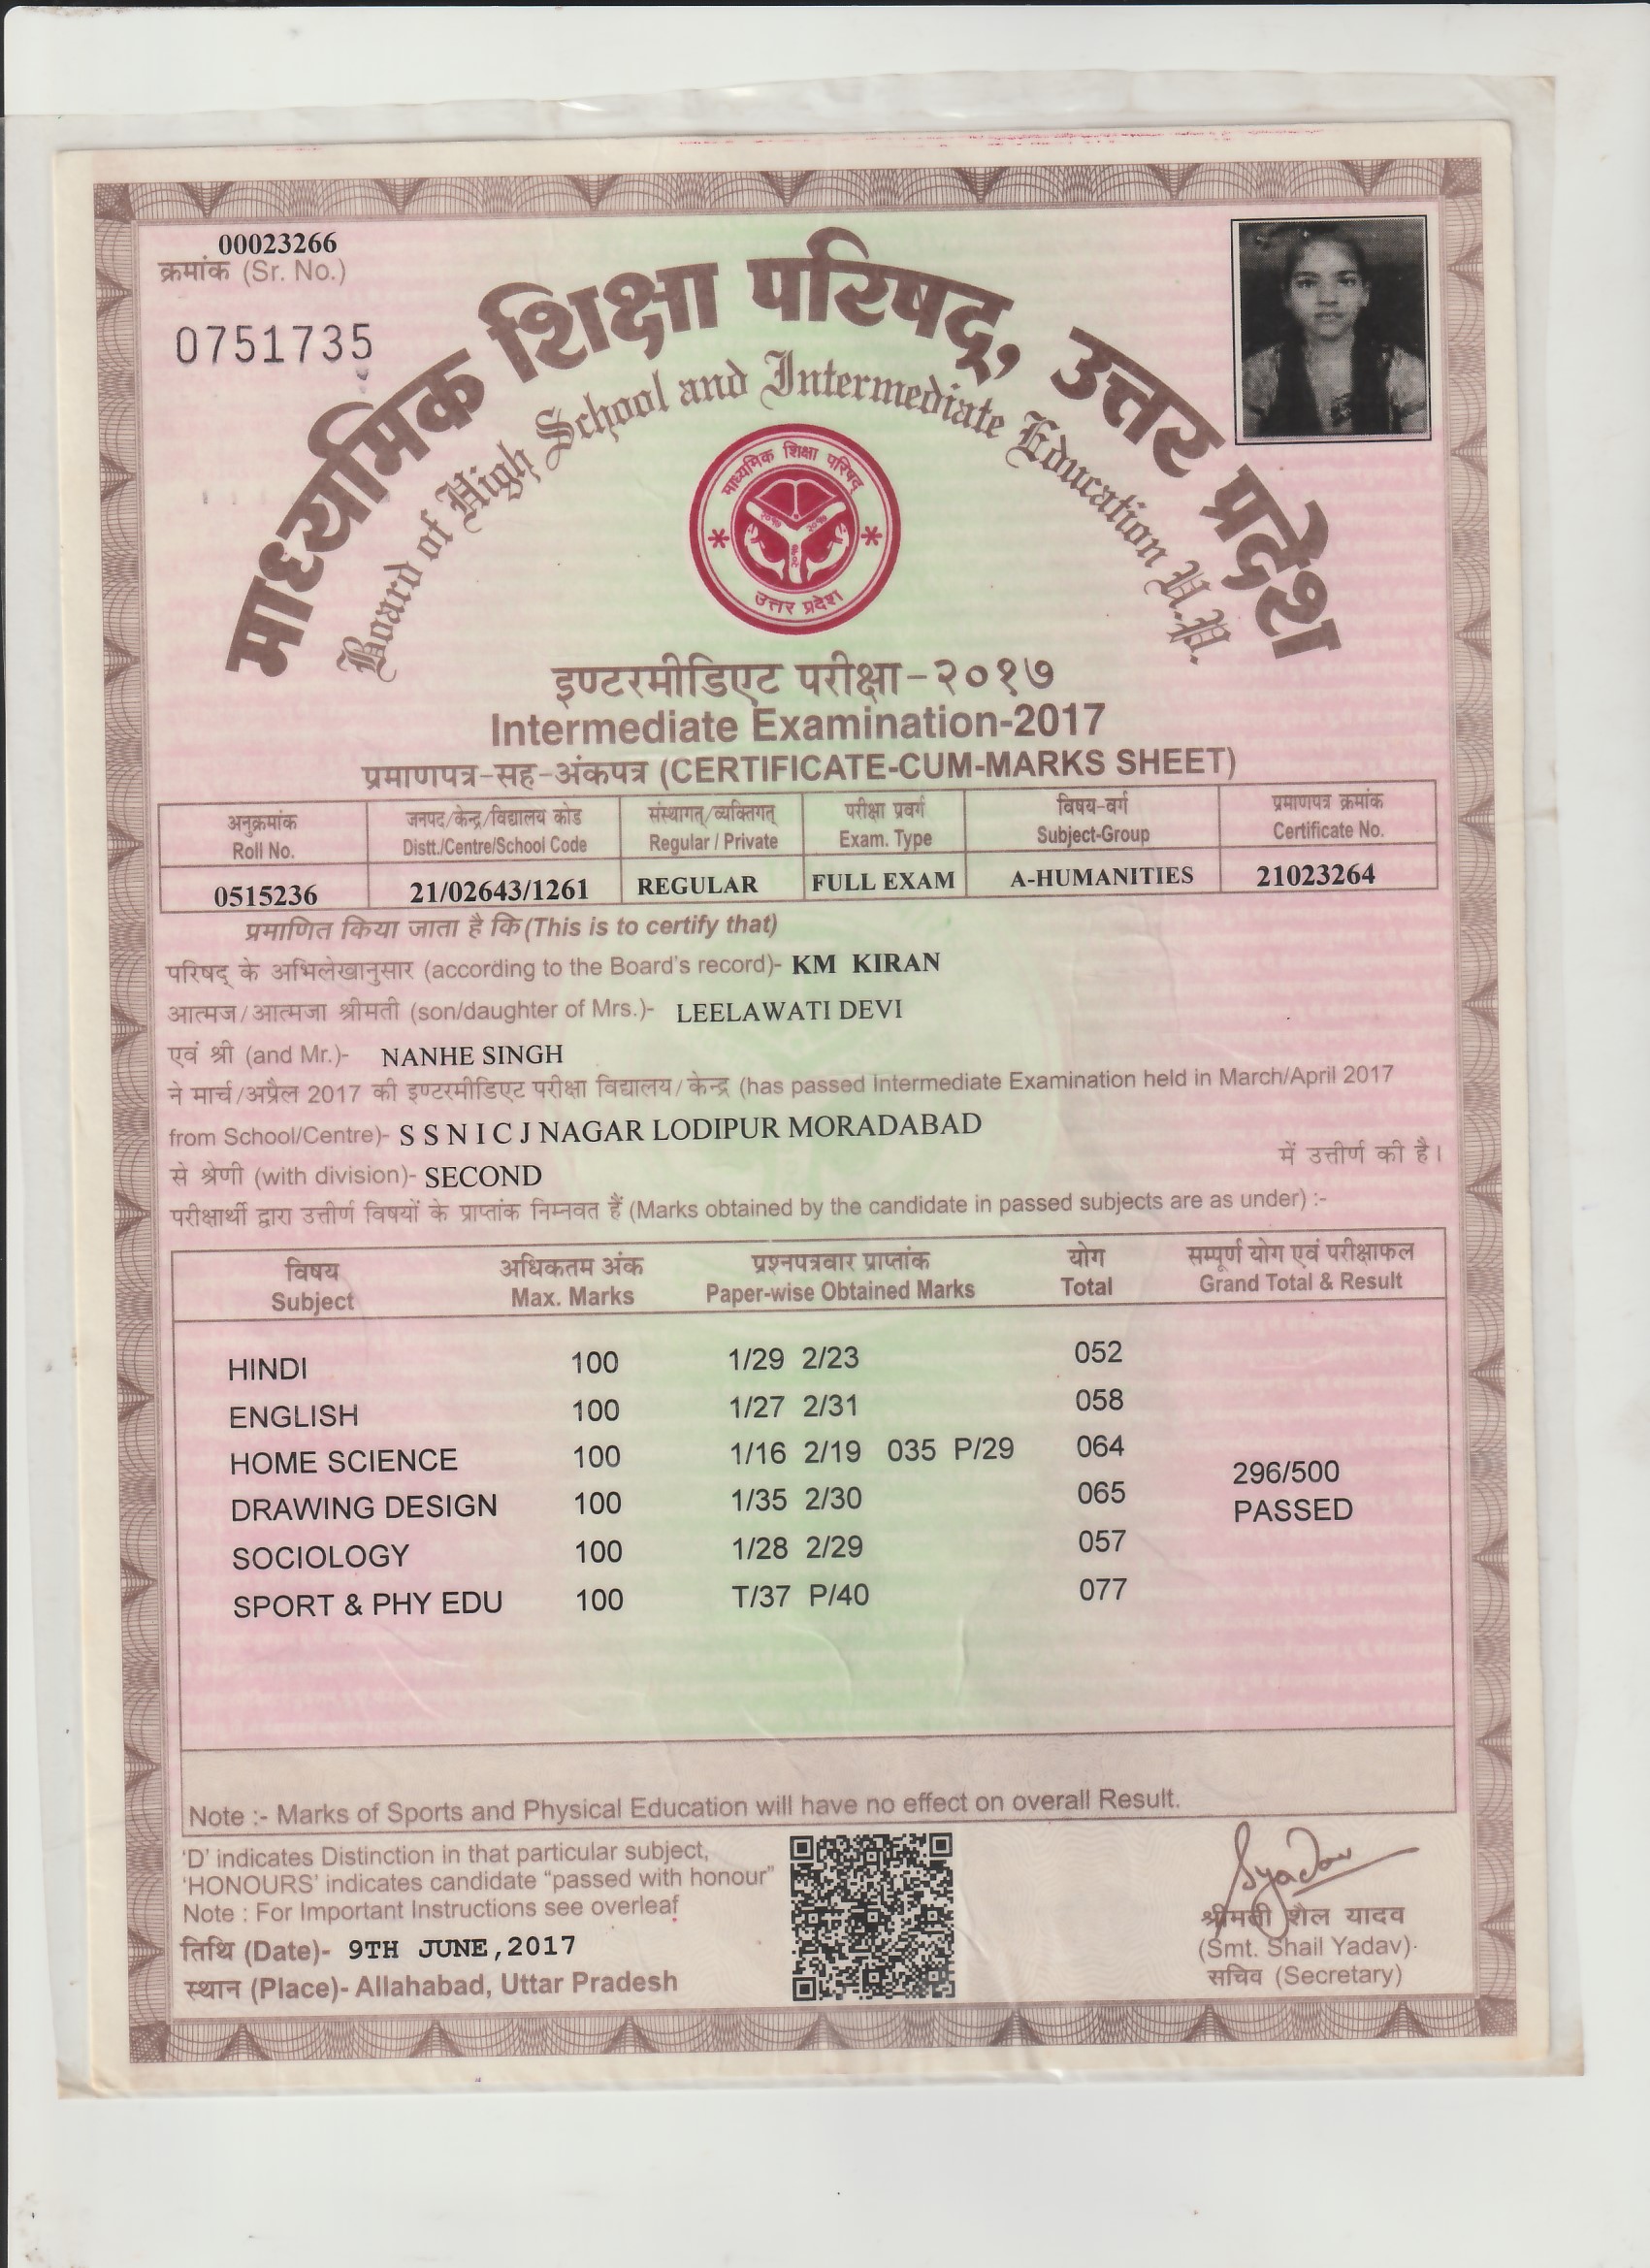 00023266
क्रमांक (Sr. No.)
0751735
माध्यमिक शिक्षा परिषद्, उत्तर प्रदेश
Board of High School and Intermediate Education U.P.
माध्यमिक शिक्षा परिषद्
२०१७ २०१७
२०१७
उत्तर प्रदेश
इण्टरमीडिएट परीक्षा-२०१७
Intermediate Examination-2017
प्रमाणपत्र-सह-अंकपत्र (CERTIFICATE-CUM-MARKS SHEET)
अनुक्रमांक जनपद/केन्द्र/विद्यालय कोड संस्थागत्/व्यक्तिगत् परीक्षा प्रवर्ग विषय-वर्ग प्रमाणपत्र क्रमांक
Roll No. Distt./Centre/School Code Regular / Private Exam. Type Subject-Group Certificate No.
0515236 21/02643/1261 REGULAR FULL EXAM A-HUMANITIES 21023264
प्रमाणित किया जाता है कि (This is to certify that)
परिषद् के अभिलेखानुसार (according to the Board's record)- KM KIRAN
आत्मज/आत्मजा श्रीमती (son/daughter of Mrs.)- LEELAWATI DEVI
एवं श्री (and Mr.)- NANHE SINGH
ने मार्च/अप्रैल 2017 की इण्टरमीडिएट परीक्षा विद्यालय/केन्द्र (has passed Intermediate Examination held in March/April 2017
from School/Centre)- S S N I C J NAGAR LODIPUR MORADABAD
में उत्तीर्ण की है।
से श्रेणी (with division)- SECOND
परीक्षार्थी द्वारा उत्तीर्ण विषयों के प्राप्तांक निम्नवत हैं (Marks obtained by the candidate in passed subjects are as under) :-
विषय अधिकतम अंक प्रश्नपत्रवार प्राप्तांक योग सम्पूर्ण योग एवं परीक्षाफल
Subject Max. Marks Paper-wise Obtained Marks Total Grand Total & Result
HINDI 100 1/29 2/23 052
ENGLISH 100 1/27 2/31 058
HOME SCIENCE 100 1/16 2/19 035 P/29 064
296/500
DRAWING DESIGN 100 1/35 2/30 065
PASSED
SOCIOLOGY 100 1/28 2/29 057
SPORT & PHY EDU 100 T/37 P/40 077
Note :- Marks of Sports and Physical Education will have no effect on overall Result.
'D' indicates Distinction in that particular subject,
'HONOURS' indicates candidate "passed with honour"
Note : For Important Instructions see overleaf
तिथि (Date)- 9TH JUNE,2017
स्थान (Place)- Allahabad, Uttar Pradesh
Syadav
श्रीमती शैल यादव
(Smt. Shail Yadav)
सचिव (Secretary)